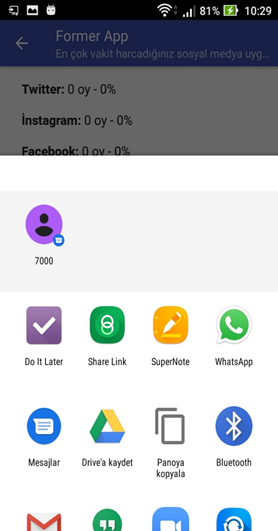 81% 10:29
Former App
En çok vakit harcadığınız sosyal medya uyg...
Twitter: 0 oy - 0%
İnstagram: 0 oy - 0%
Facebook: 0 oy - 0%
7000
Do It Later
Share Link
SuperNote
WhatsApp
Mesajlar
Drive'a kaydet
Panoya
kopyala
Bluetooth